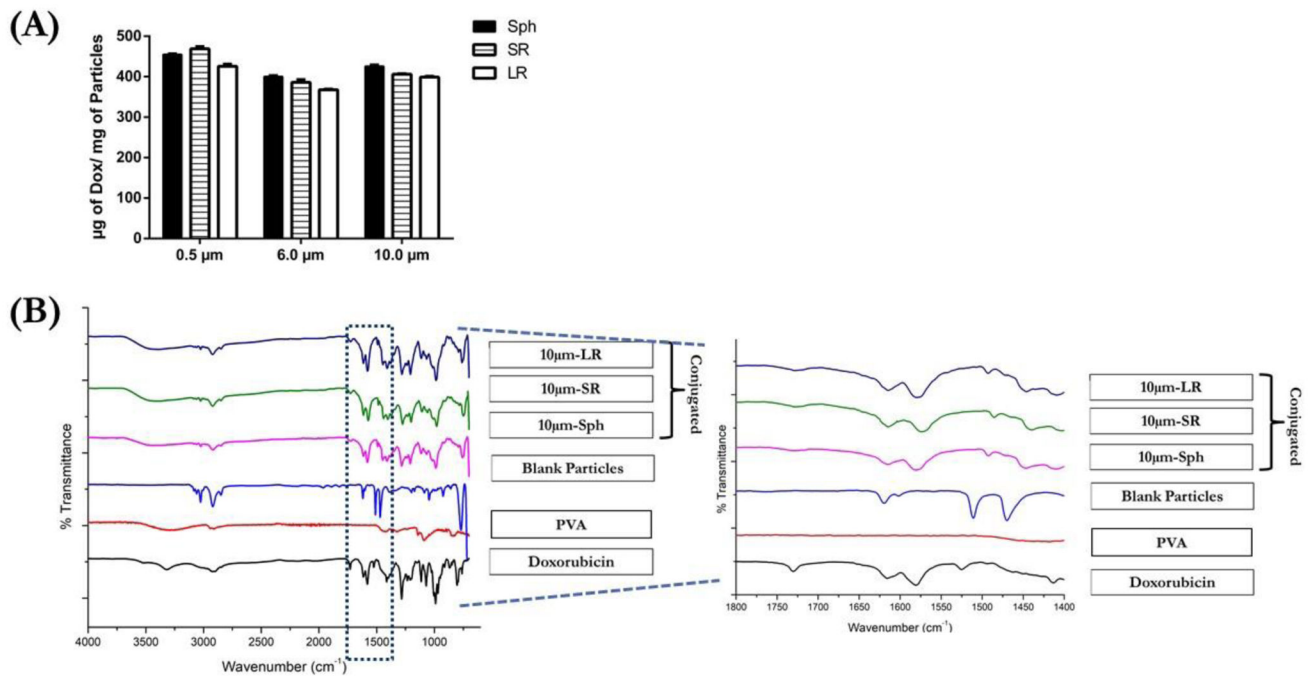 (A)
µg of Dox/ mg of Particles
500
400
300
200
100
0
0.5 µm
6.0 µm
10.0 µm
Sph
SR
LR
(B)
% Transmittance
4000
3500
3000
2500
2000
1500
1000
Wavenumber (cm-1)
10µm-LR
10µm-SR
10µm-Sph
Conjugated
Blank Particles
PVA
Doxorubicin
% Transmittance
1800
1750
1700
1650
1600
1550
1500
1450
1400
Wavenumber (cm-1)
10µm-LR
10µm-SR
10µm-Sph
Conjugated
Blank Particles
PVA
Doxorubicin